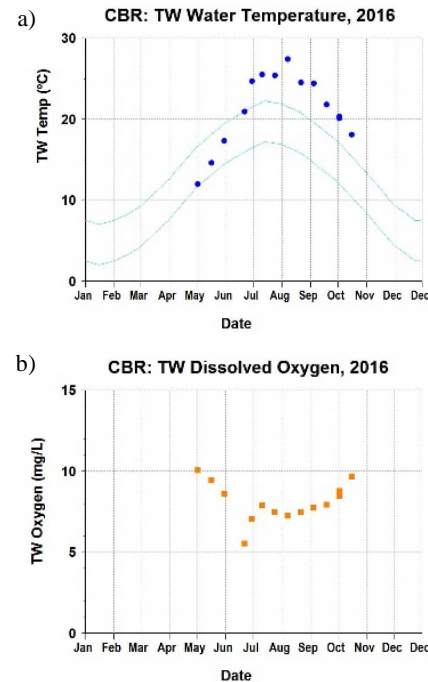 a)
CBR: TW Water Temperature, 2016
30
20
10
0
TW Temp (ºC)
Jan Feb Mar Apr May Jun Jul Aug Sep Oct Nov Dec Dec
Date
b)
CBR: TW Dissolved Oxygen, 2016
15
10
5
0
TW Oxygen (mg/L)
Jan Feb Mar Apr May Jun Jul Aug Sep Oct Nov Dec Dec
Date